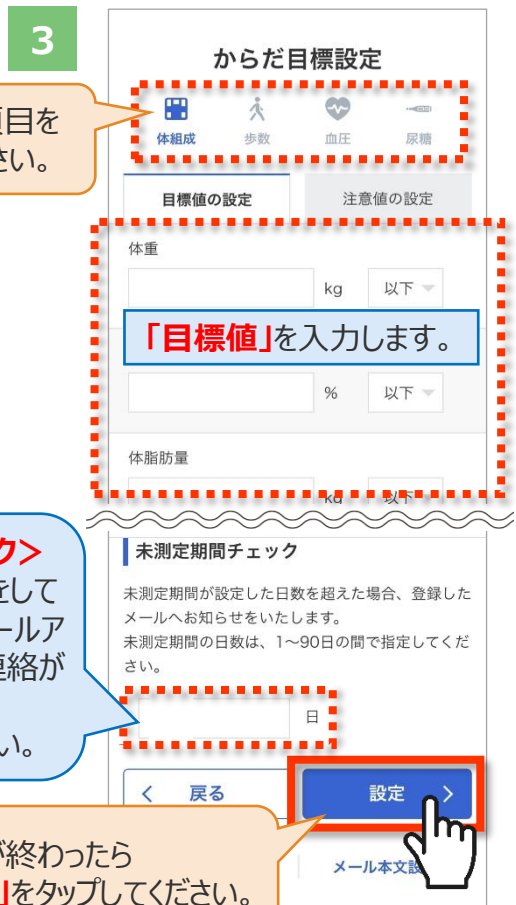 3
からだ目標設定
体組成 歩数 血圧 尿糖
項目を
さい。
目標値の設定 注意値の設定
体重
kg 以下
「目標値」を入力します。
% 以下
体脂肪量
kg 以下
未測定期間チェック
未測定期間が設定した日数を超えた場合、登録した
メールへお知らせをいたします。
未測定期間の日数は、1〜90日の間で指定してくだ
さい。
日
ク>
をして
ールア
連絡が
い。
戻る 設定
メール本文設
が終わったら
」をタップしてください。